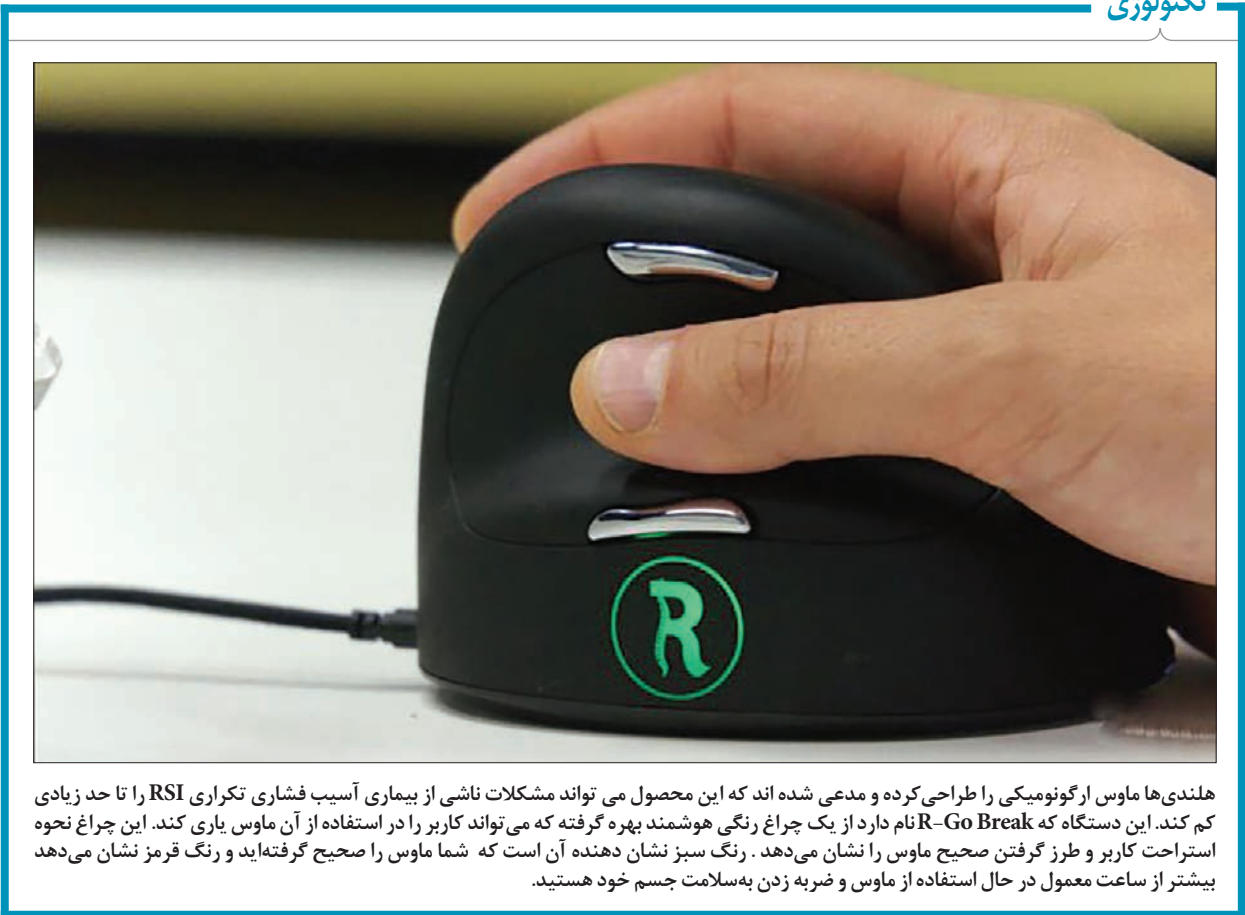 تکنولوژی
R
هلندی‌ها ماوس ارگونومیکی را طراحی‌کرده و مدعی شده اند که این محصول می تواند مشکلات ناشی از بیماری آسیب فشاری تکراری RSI را تا حد زیادی
کم کند. این دستگاه که R-Go Break نام دارد از یک چراغ رنگی هوشمند بهره گرفته که می‌تواند کاربر را در استفاده از آن ماوس یاری کند. این چراغ نحوه
استراحت کاربر و طرز گرفتن صحیح ماوس را نشان می‌دهد . رنگ سبز نشان دهنده آن است که شما ماوس را صحیح گرفته‌اید و رنگ قرمز نشان می‌دهد
بیشتر از ساعت معمول در حال استفاده از ماوس و ضربه زدن به‌سلامت جسم خود هستید.